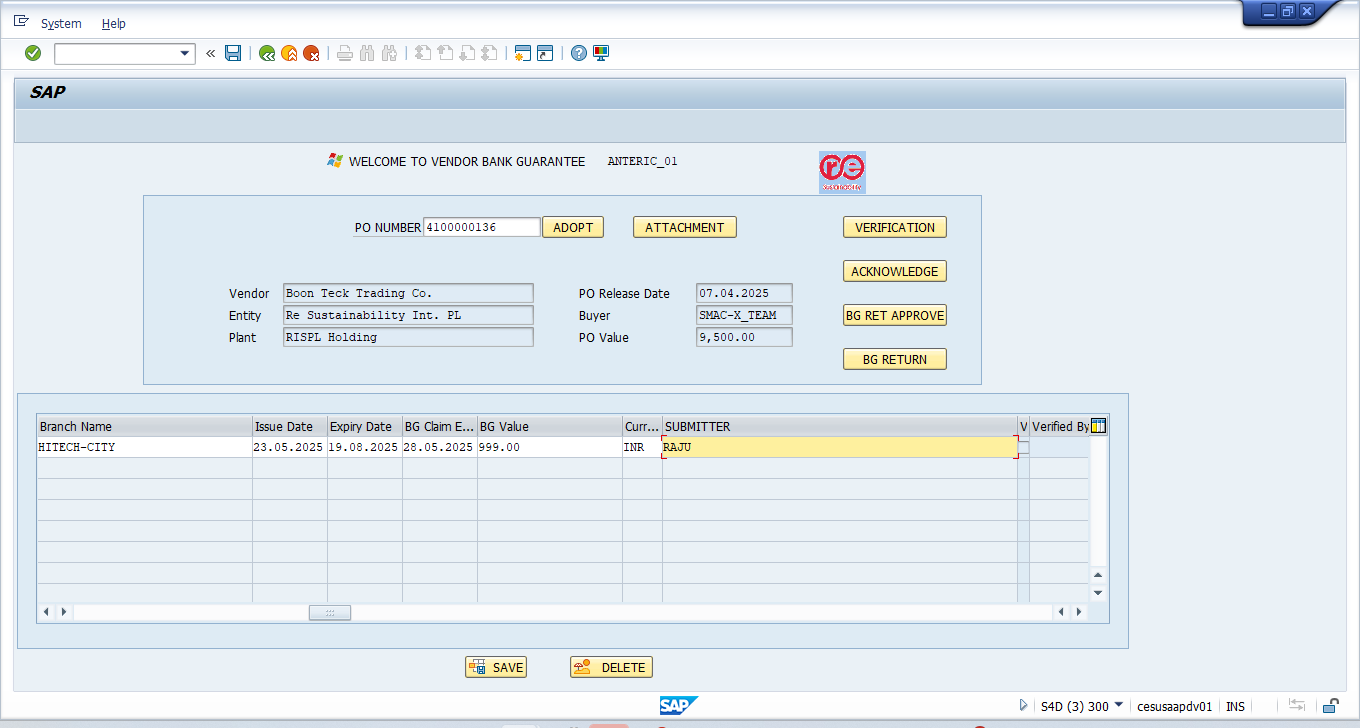 System Help
SAP
WELCOME TO VENDOR BANK GUARANTEE ANTERIC_01
re
sustainability
PO NUMBER 4100000136 ADOPT ATTACHMENT VERIFICATION
ACKNOWLEDGE
Vendor Boon Teck Trading Co. PO Release Date 07.04.2025
Entity Re Sustainability Int. PL Buyer SMAC-X_TEAM BG RET APPROVE
Plant RISPL Holding PO Value 9,500.00
BG RETURN
Branch Name Issue Date Expiry Date BG Claim E... BG Value Curr... SUBMITTER V Verified By
HITECH-CITY 23.05.2025 19.08.2025 28.05.2025 999.00 INR RAJU
SAVE DELETE
SAP S4D (3) 300 cesusaapdv01 INS